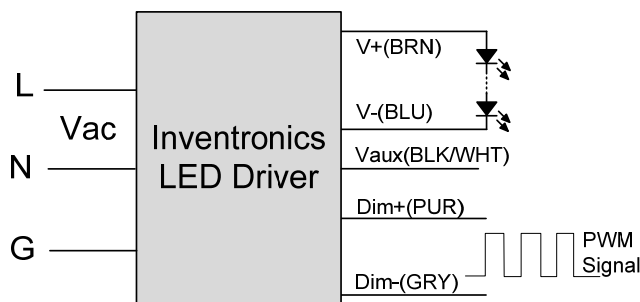 L
Vac
N
G
Inventronics
LED Driver
V+(BRN)
V-(BLU)
Vaux(BLK/WHT)
Dim+(PUR)
Dim-(GRY)
PWM
Signal